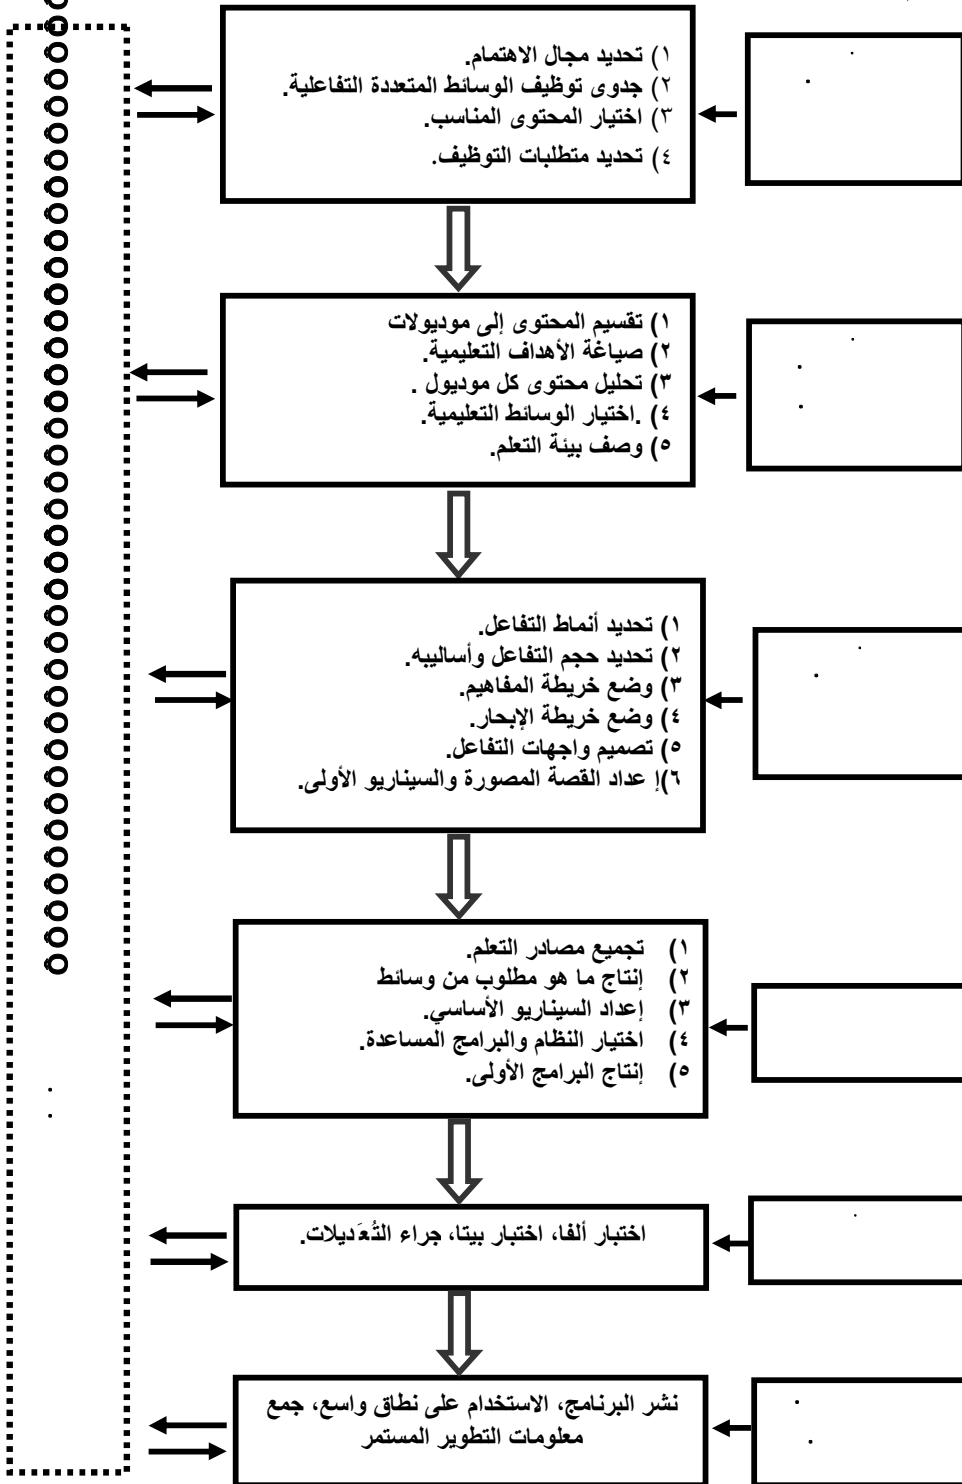 ١) تحديد مجال الاهتمام.
٢) جدوى توظيف الوسائط المتعددة التفاعلية.
٣) اختيار المحتوى المناسب.
٤) تحديد متطلبات التوظيف.
١) تقسيم المحتوى إلى موديولات
٢) صياغة الأهداف التعليمية.
٣) تحليل محتوى كل موديول .
٤) .اختيار الوسائط التعليمية.
٥) وصف بيئة التعلم.
١) تحديد أنماط التفاعل.
٢) تحديد حجم التفاعل وأساليبه.
٣) وضع خريطة المفاهيم.
٤) وضع خريطة الإبحار.
٥) تصميم واجهات التفاعل.
٦)إ عداد القصة المصورة والسيناريو الأولى.
١) تجميع مصادر التعلم.
٢) إنتاج ما هو مطلوب من وسائط
٣) إعداد السيناريو الأساسي.
٤) اختيار النظام والبرامج المساعدة.
٥) إنتاج البرامج الأولى.
اختبار ألفا، اختبار بيتا، جراء التُعَديلات.
نشر البرنامج، الاستخدام على نطاق واسع، جمع
معلومات التطوير المستمر